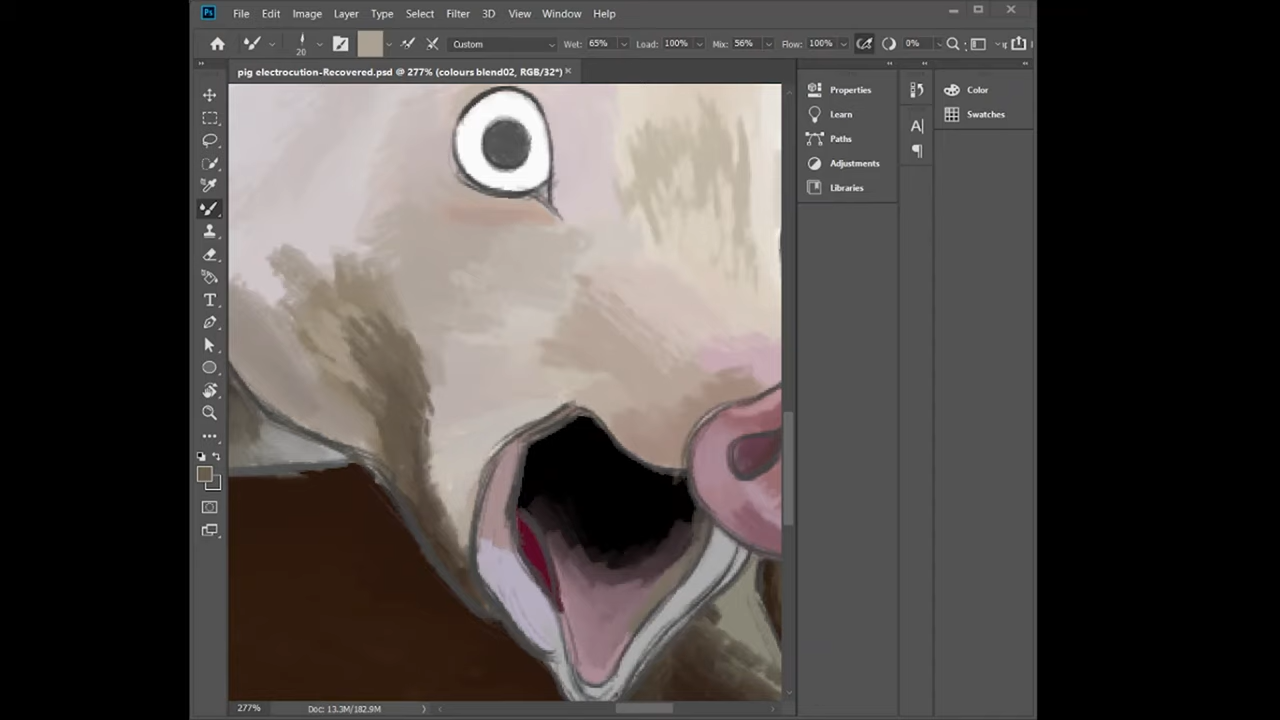 Ps File Edit Image Layer Type Select Filter 3D View Window Help
20 Custom Wet: 65% Load: 100% Mix: 56% Flow: 100% 0%
pig electrocution-Recovered.psd @ 277% (colours blend02, RGB/32*)
Properties
Learn
Paths
Adjustments
Libraries
Color
Swatches
277% Doc: 13.3M/182.9M